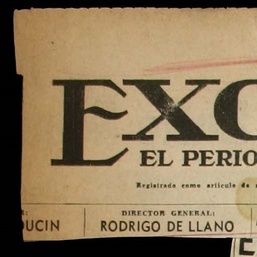 EXC
EL PERIO
Registrado como artículo de
DIRECTOR GENERAL:
DUCIN RODRIGO DE LLANO
E